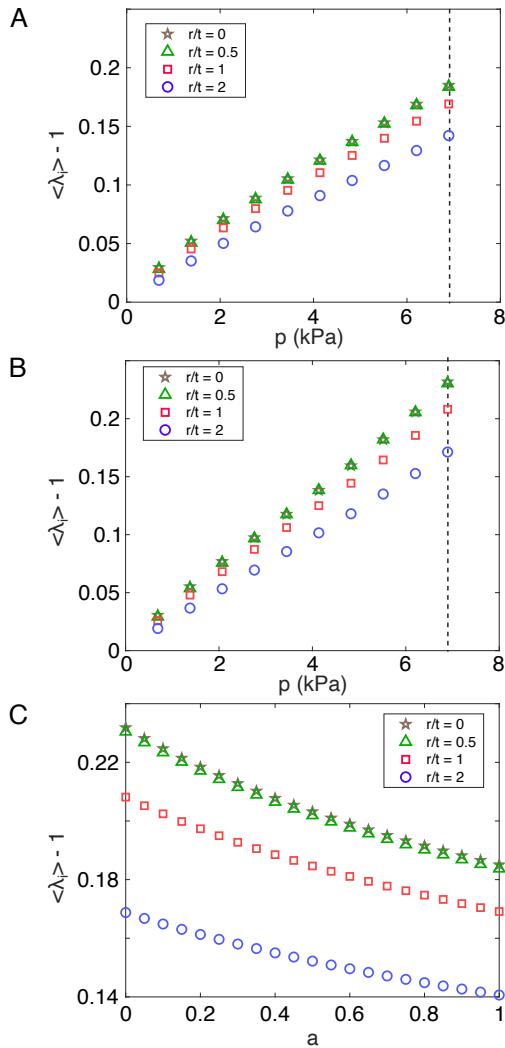 A
r/t = 0
r/t = 0.5
r/t = 1
r/t = 2
0.2
0.15
0.1
0.05
0
<λi> - 1
0 2 4 6 8
p (kPa)
B
r/t = 0
r/t = 0.5
r/t = 1
r/t = 2
0.2
0.15
0.1
0.05
0
<λi> - 1
0 2 4 6 8
p (kPa)
C
r/t = 0
r/t = 0.5
r/t = 1
r/t = 2
0.22
0.18
0.14
<λi> - 1
0 0.2 0.4 0.6 0.8 1
a